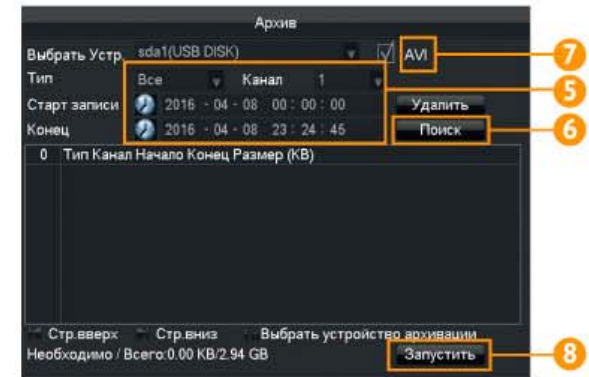 Архив
Выбрать Устр. sda1(USB DISK) AVI 7
Тип Все Канал 1 5
Старт записи 2016 - 04 - 08 00 : 00 : 00 Удалить
Конец 2016 - 04 - 08 23 : 24 : 45 Поиск 6
0 Тип Канал Начало Конец Размер (KB)
Стр.вверх Стр.вниз Выбрать устройство архивации
Необходимо / Всего:0.00 KB/2.94 GB Запустить 8